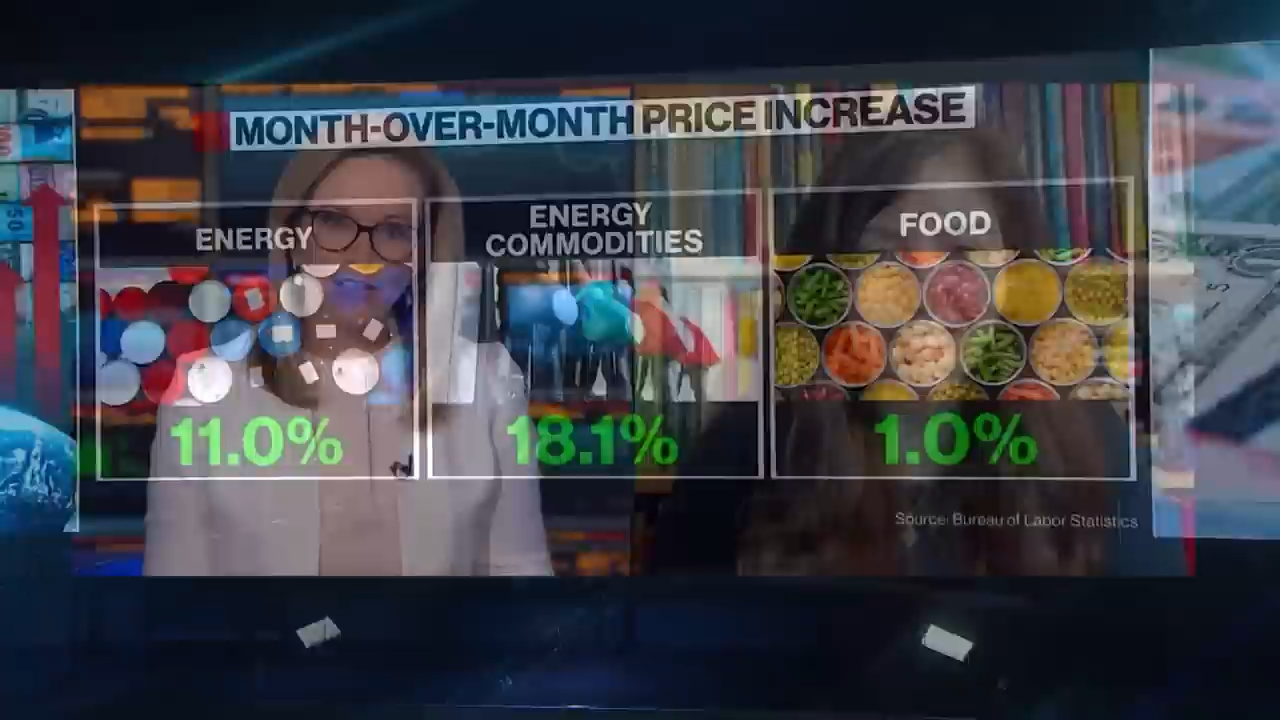 MONTH-OVER-MONTH PRICE INCREASE
ENERGY
11.0%
ENERGY
COMMODITIES
18.1%
FOOD
1.0%
Source: Bureau of Labor Statistics